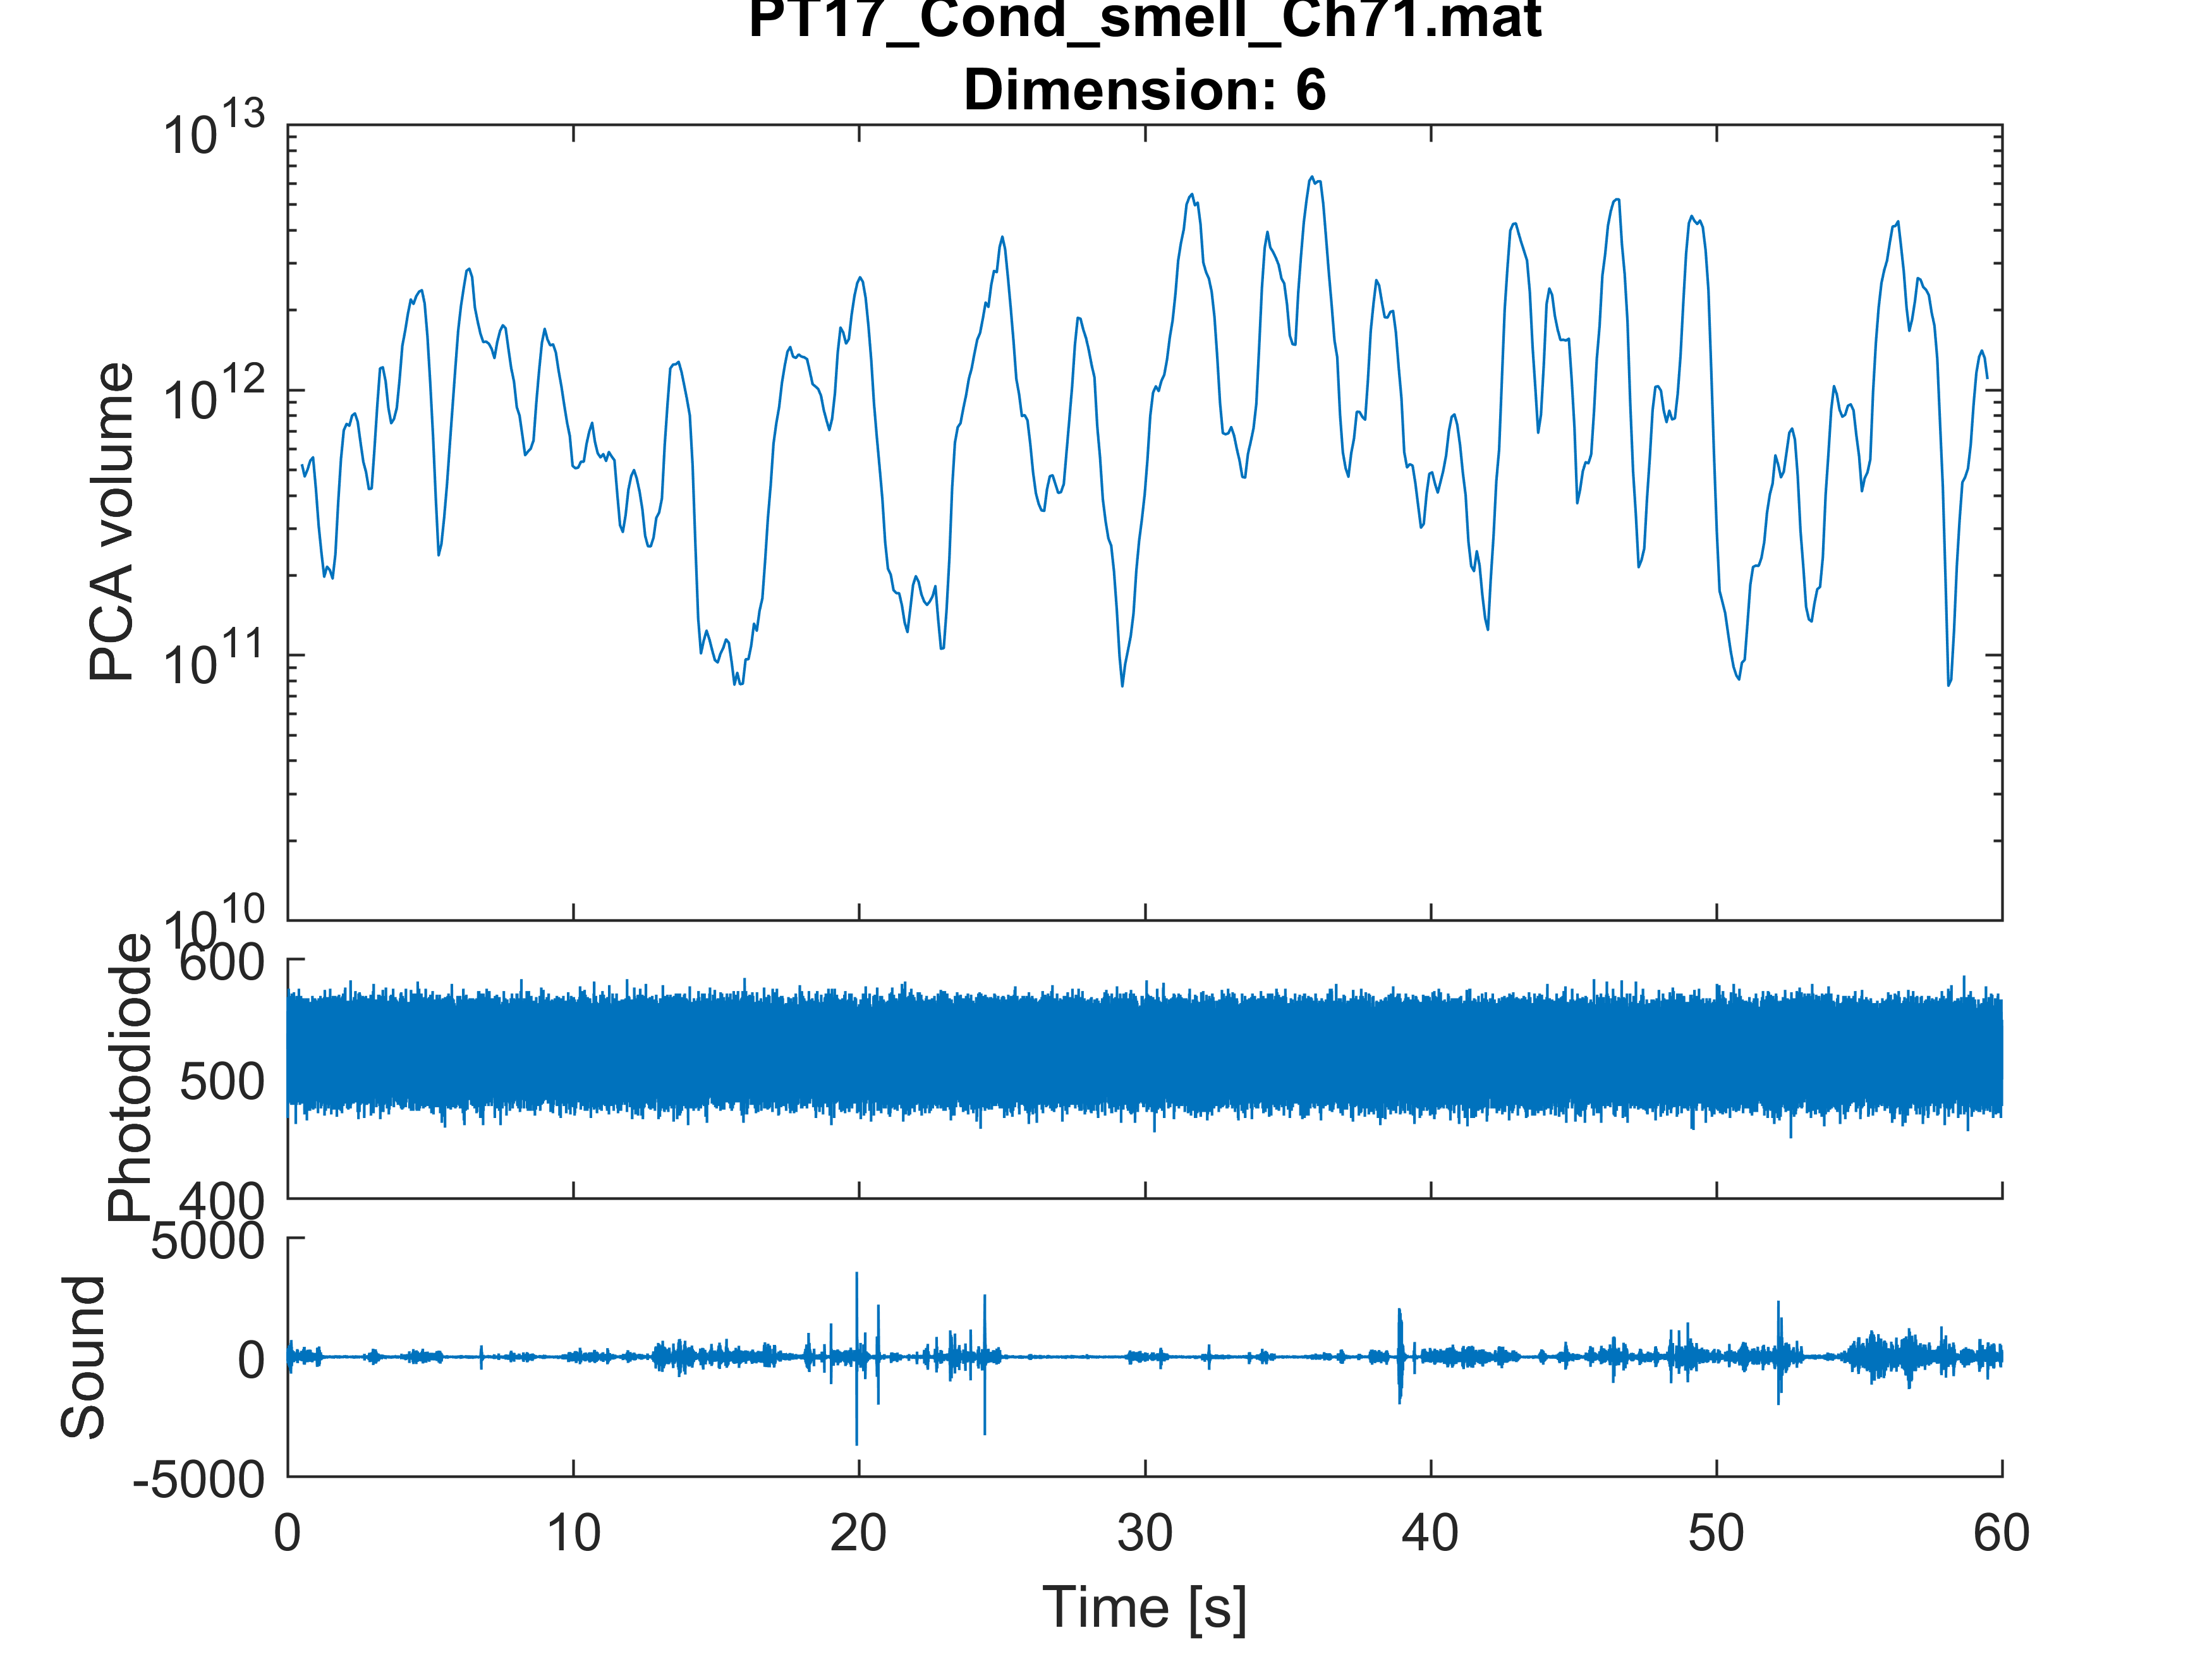 PT17_Cond_smell_Ch71.mat
Dimension: 6
10^13
10^12
10^11
10^10
PCA volume
600
500
400
Photodiode
5000
0
-5000
Sound
0 10 20 30 40 50 60
Time [s]